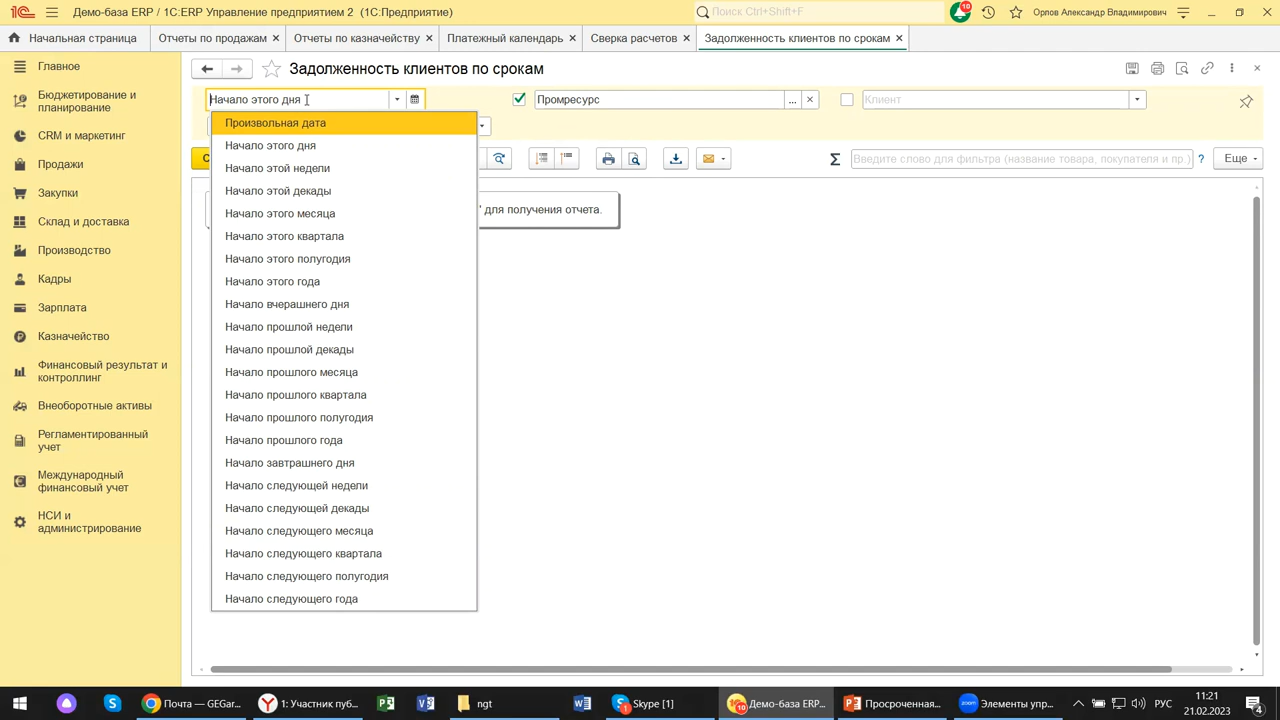 Демо-база ERP / 1С:ERP Управление предприятием 2 (1С:Предприятие)
Поиск Ctrl+Shift+F
10
Орлов Александр Владимирович
Начальная страница
Отчеты по продажам
Отчеты по казначейству
Платежный календарь
Сверка расчетов
Задолженность клиентов по срокам
Главное
Бюджетирование и
планирование
CRM и маркетинг
Продажи
Закупки
Склад и доставка
Производство
Кадры
Зарплата
Казначейство
Финансовый результат и
контроллинг
Внеоборотные активы
Регламентированный
учет
Международный
финансовый учет
НСИ и
администрирование
Задолженность клиентов по срокам
Начало этого дня
Промресурс
...
Клиент
С
Σ
Введите слово для фильтра (название товара, покупателя и пр.)
?
Еще
" для получения отчета.
Произвольная дата
Начало этого дня
Начало этой недели
Начало этой декады
Начало этого месяца
Начало этого квартала
Начало этого полугодия
Начало этого года
Начало вчерашнего дня
Начало прошлой недели
Начало прошлой декады
Начало прошлого месяца
Начало прошлого квартала
Начало прошлого полугодия
Начало прошлого года
Начало завтрашнего дня
Начало следующей недели
Начало следующей декады
Начало следующего месяца
Начало следующего квартала
Начало следующего полугодия
Начало следующего года
Почта — GEGar...
1: Участник пуб...
ngt
Skype [1]
Демо-база ERP...
Просроченная...
Элементы упр...
РУС
11:21
21.02.2023
4